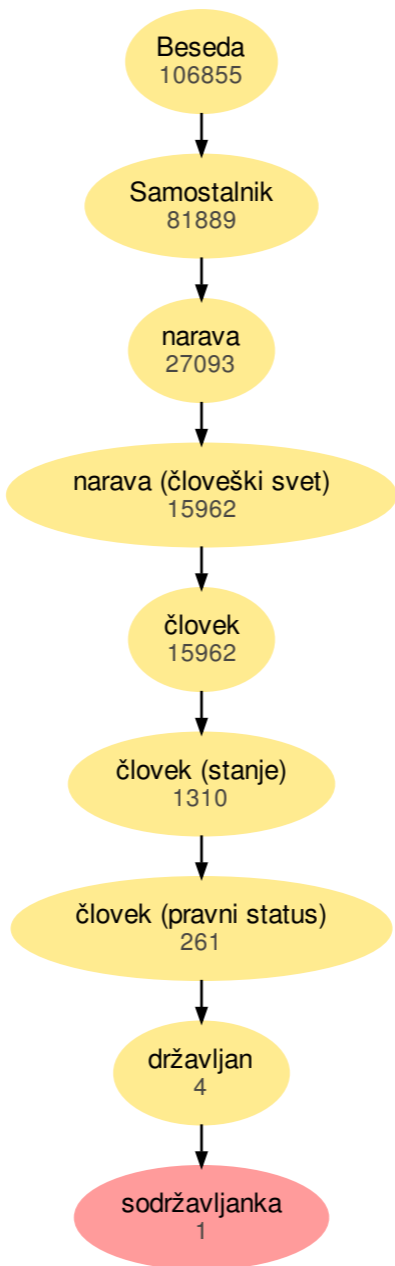 Beseda
106855
Samostalnik
81889
narava
27093
narava (človeški svet)
15962
človek
15962
človek (stanje)
1310
človek (pravni status)
261
državljan
4
sodržavljanka
1